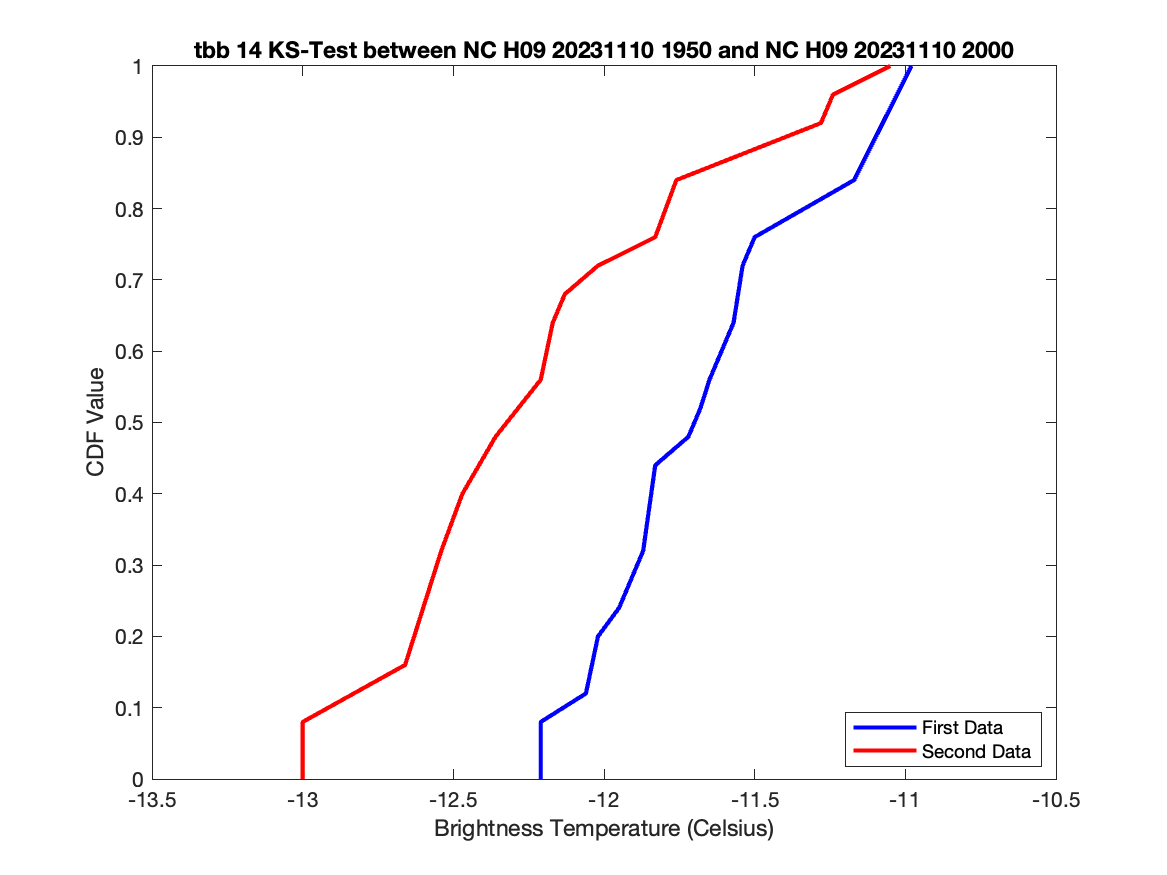 tbb 14 KS-Test between NC H09 20231110 1950 and NC H09 20231110 2000
1
0.9
0.8
0.7
0.6
0.5
0.4
0.3
0.2
0.1
0
CDF Value
First Data
Second Data
-13.5 -13 -12.5 -12 -11.5 -11 -10.5
Brightness Temperature (Celsius)